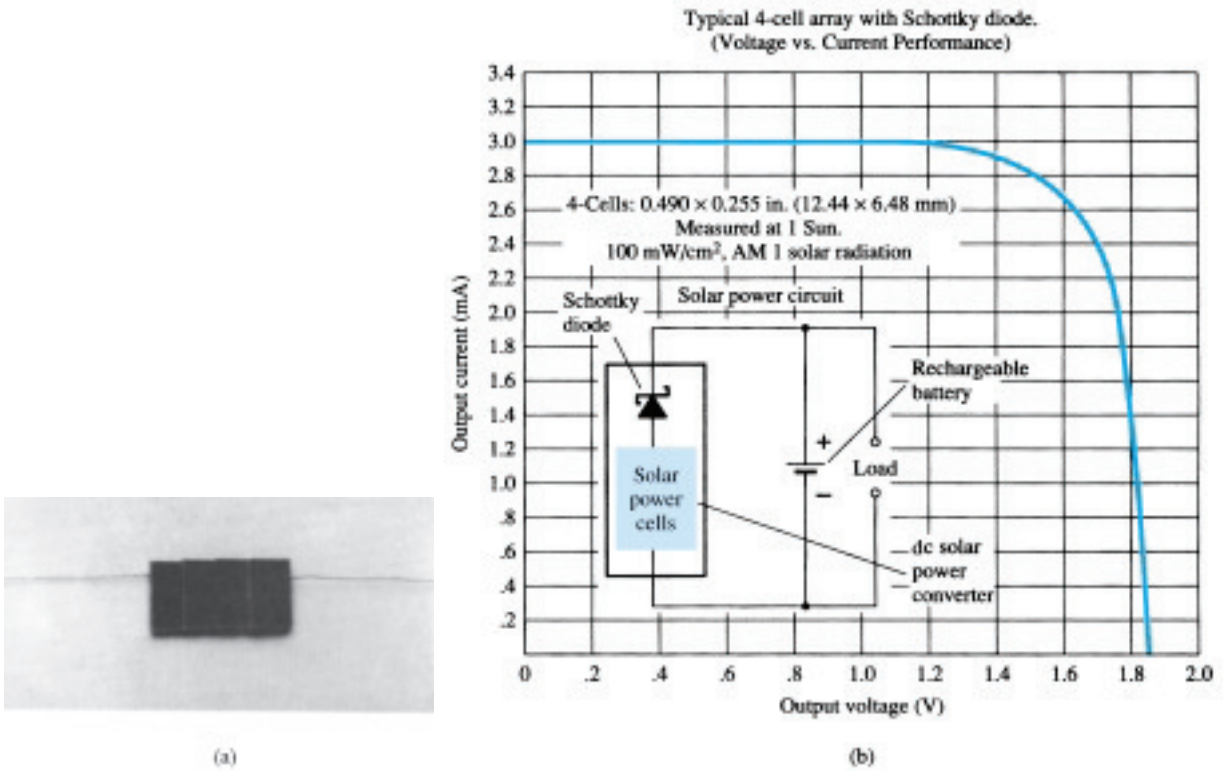 Typical 4-cell array with Schottky diode.
(Voltage vs. Current Performance)
3.4
3.2
3.0
2.8
2.6
2.4
2.2
2.0
1.8
1.6
1.4
1.2
1.0
.8
.6
.4
.2
Output current (mA)
4-Cells: 0.490 × 0.255 in. (12.44 × 6.48 mm)
Measured at 1 Sun.
100 mW/cm², AM 1 solar radiation
Solar power circuit
Schottky
diode
Rechargeable
battery
+
Load
−
Solar
power
cells
dc solar
power
converter
0 .2 .4 .6 .8 1.0 1.2 1.4 1.6 1.8 2.0
Output voltage (V)
(a)
(b)